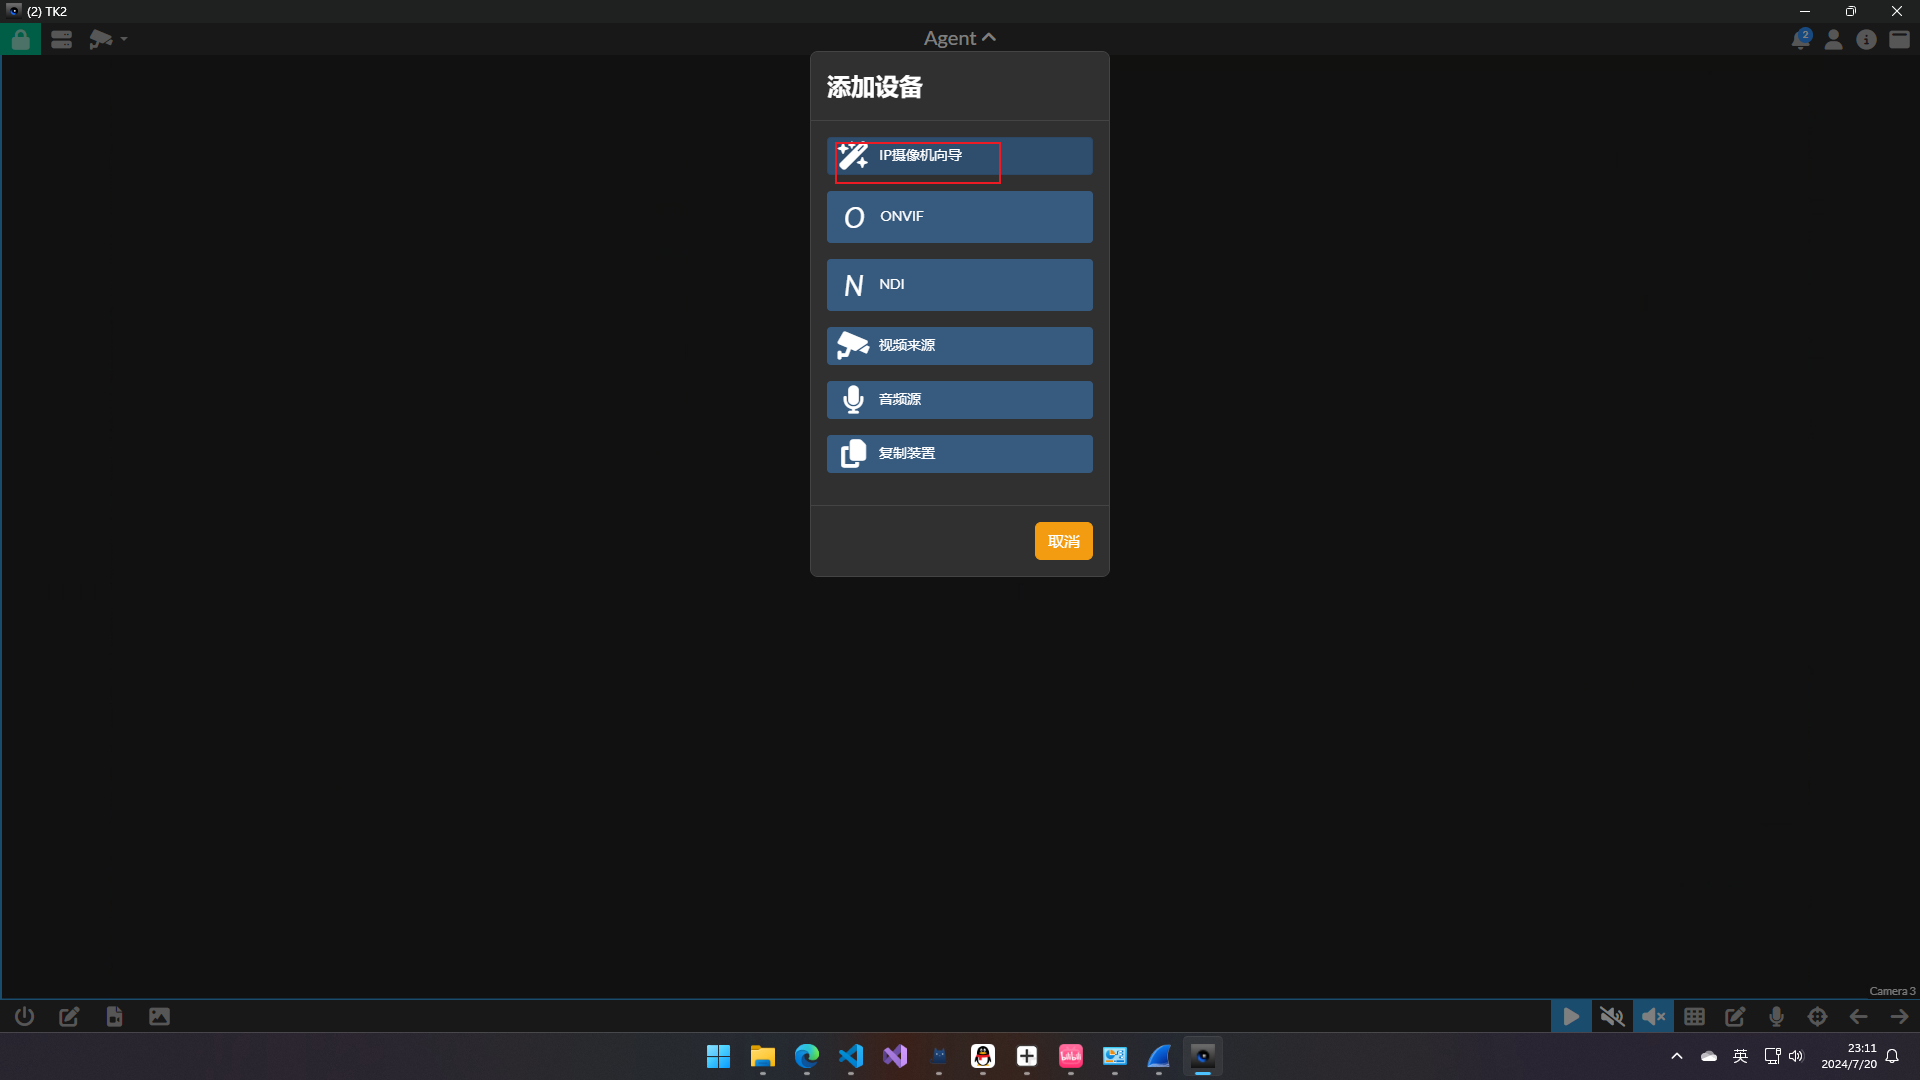 (2) TK2
Agent
2
添加设备
IP摄像机向导
O ONVIF
N NDI
视频来源
音频源
复制装置
取消
Camera 3
英
23:11
2024/7/20